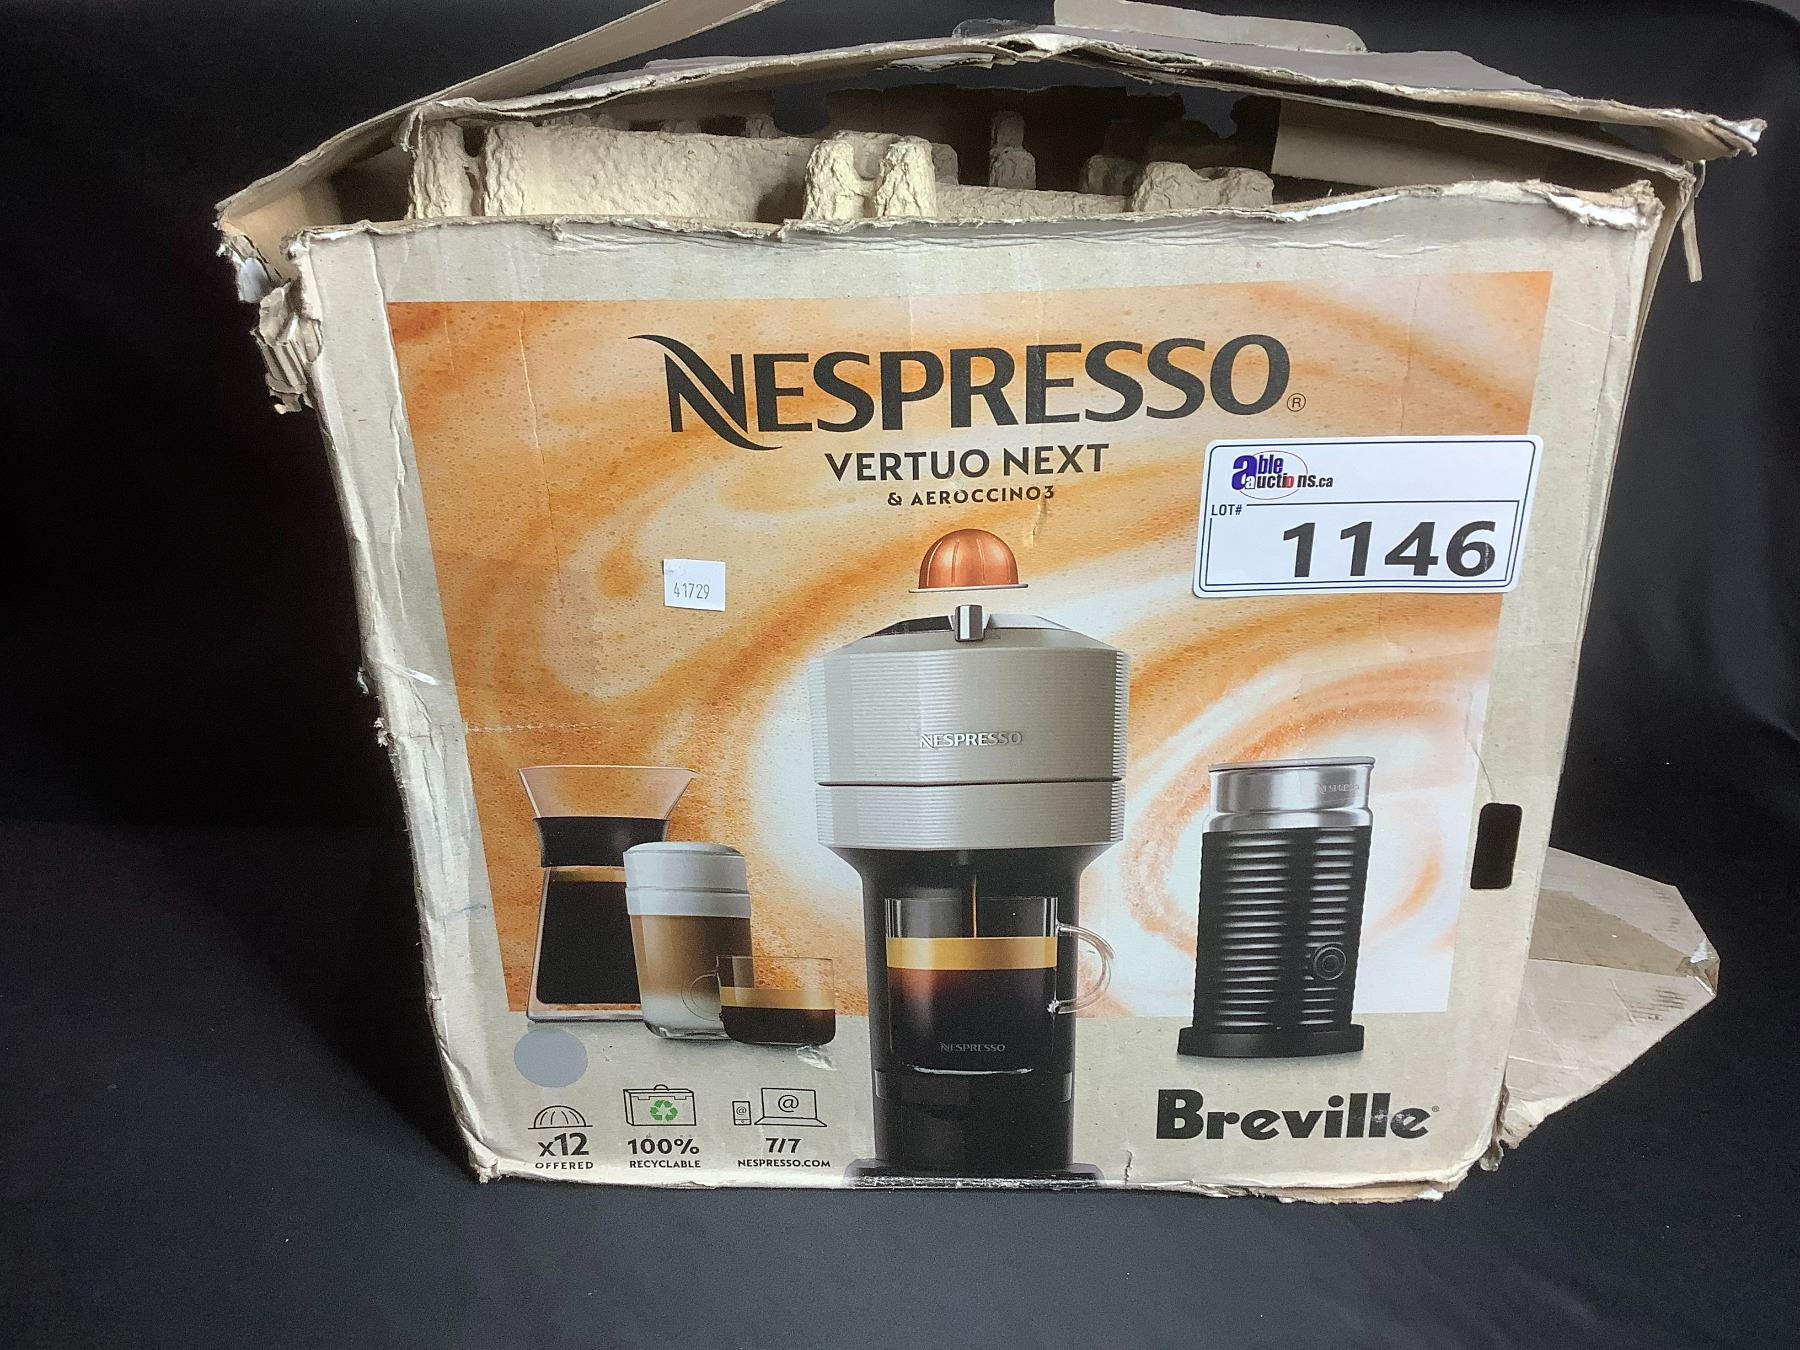 NESPRESSO®
VERTUO NEXT
& AEROCCINO3
able auctions.ca
LOT#
1146
41729
NESPRESSO
NESPRESSO
NESPRESSO
Breville®
x12
OFFERED
100%
RECYCLABLE
@ @
7/7
NESPRESSO.COM